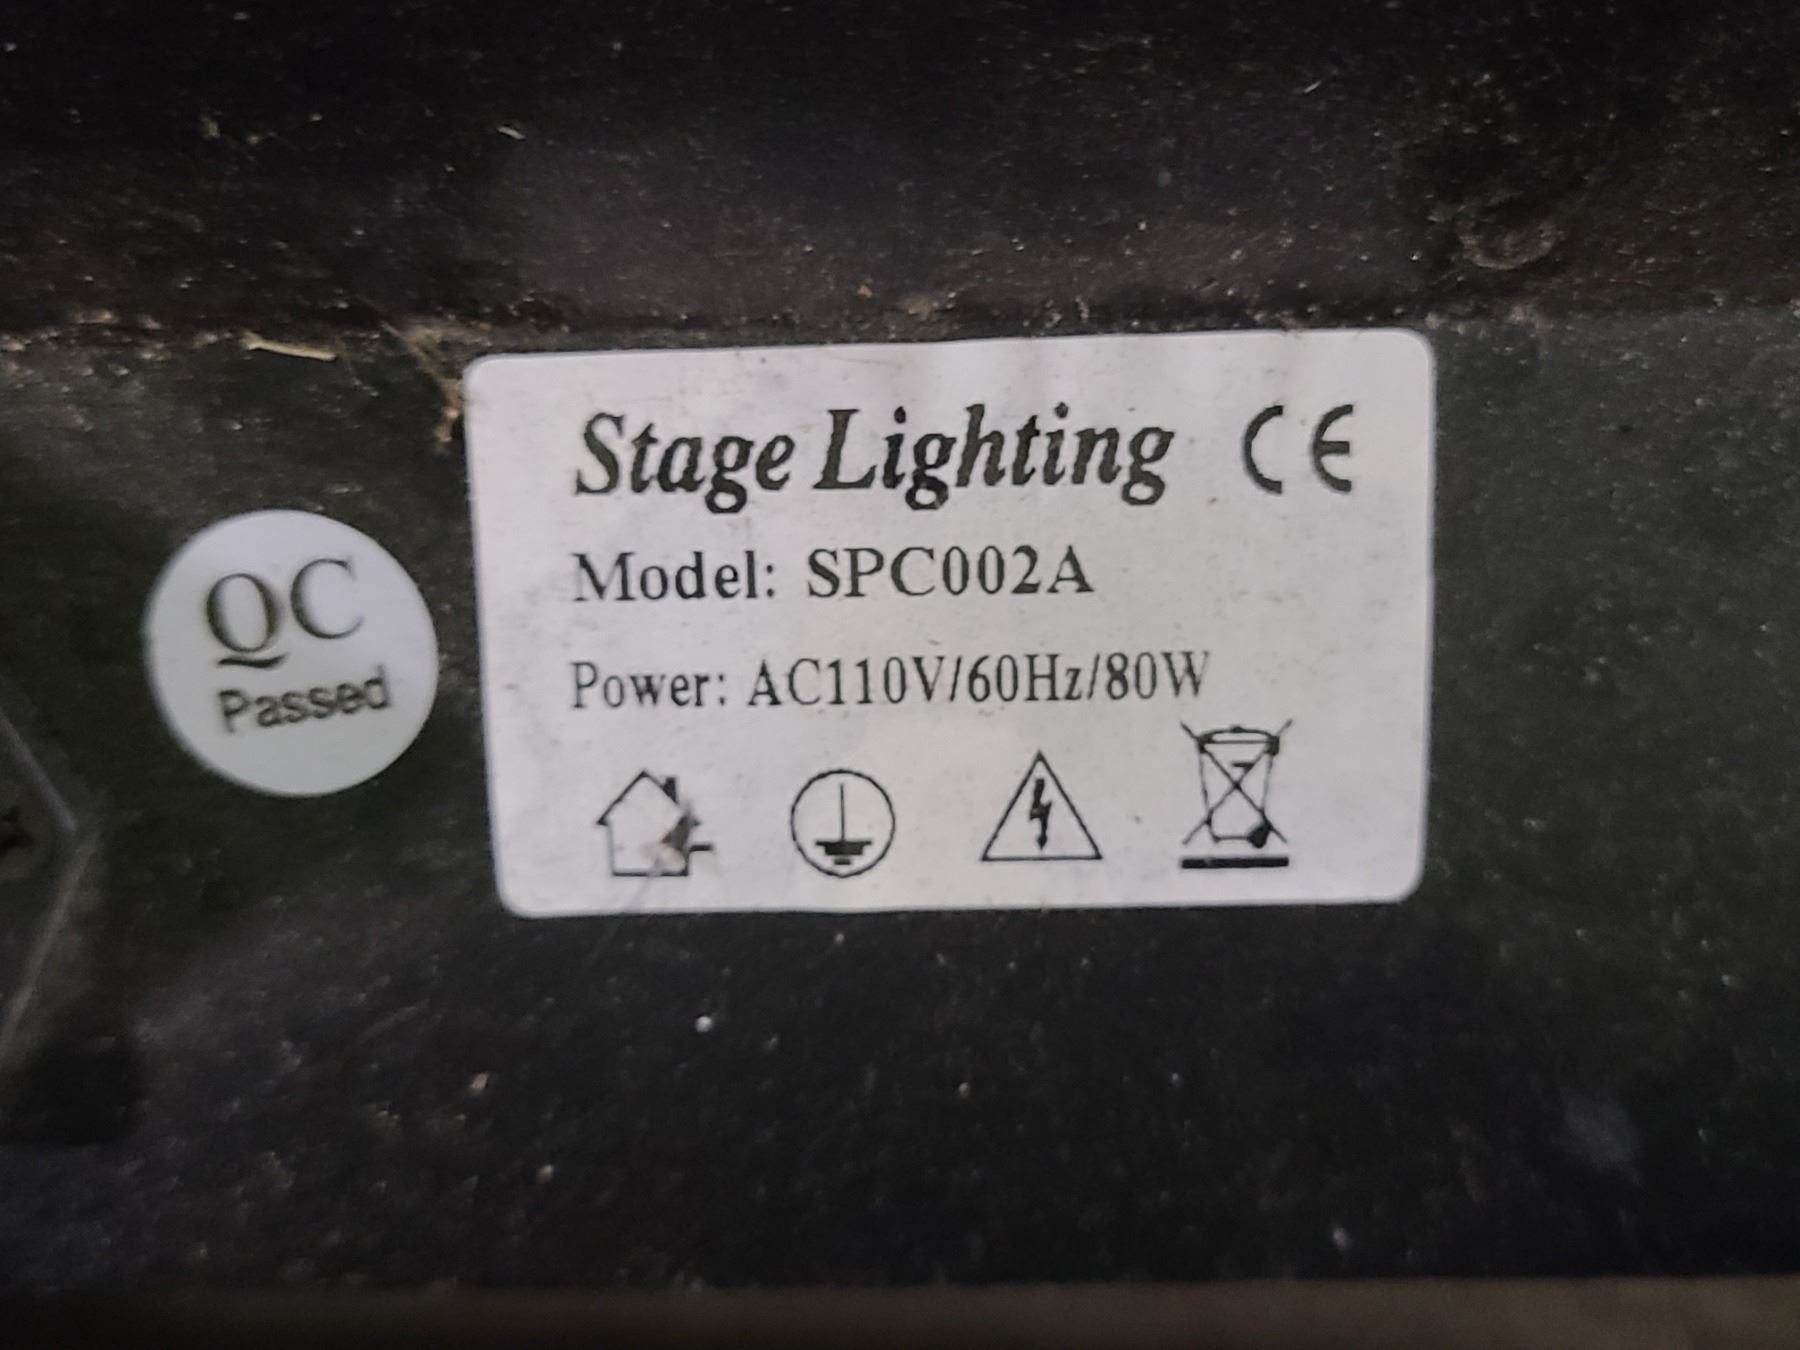 Stage Lighting CE
Model: SPC002A
Power: AC110V/60Hz/80W
QC
Passed